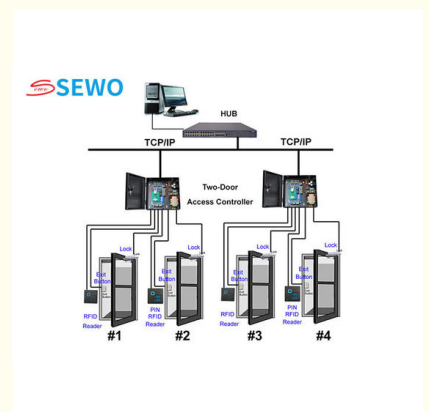 SEWO
HUB
TCP/IP
TCP/IP
Two-Door
Access Controller
Lock
Lock
Lock
Lock
Exit
Button
Exit
Button
Exit
Button
Exit
Button
RFID
Reader
PIN
RFID
Reader
RFID
Reader
PIN
RFID
Reader
#1
#2
#3
#4